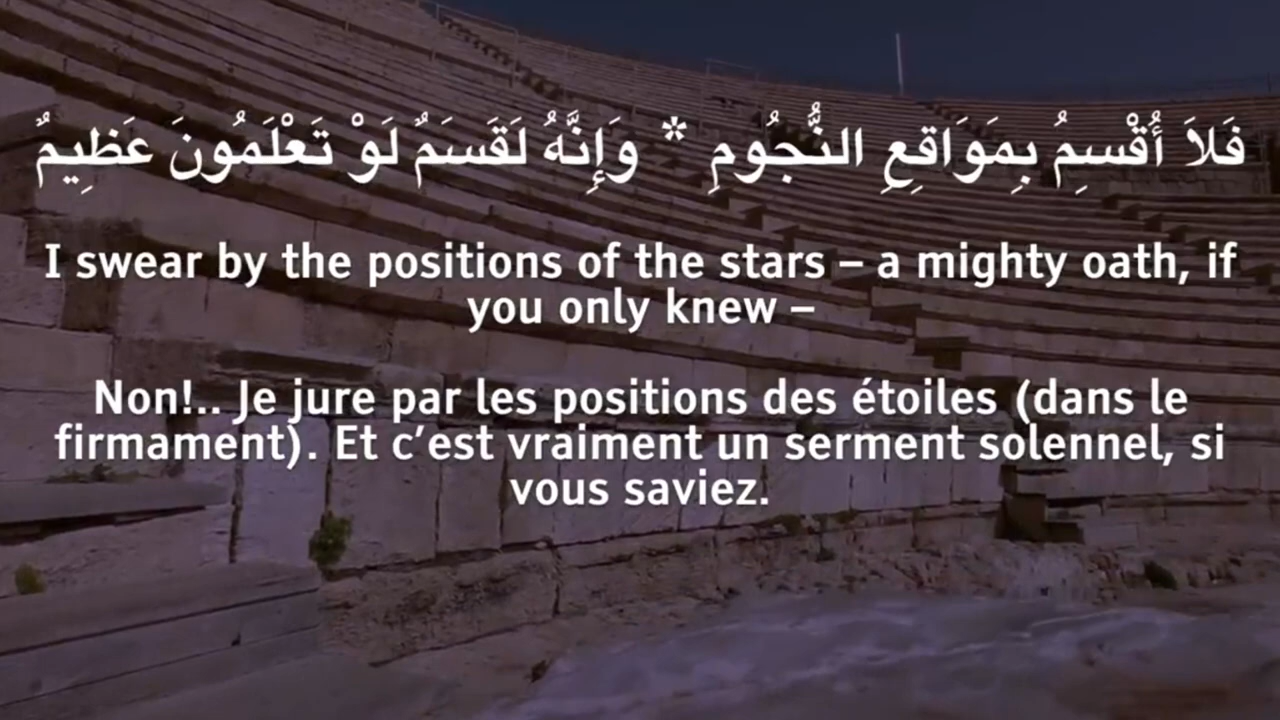 فَلاَ أُقْسِمُ بِمَوَاقِعِ النُّجُومِ * وَإِنَّهُ لَقَسَمٌ لَوْ تَعْلَمُونَ عَظِيمٌ
I swear by the positions of the stars – a mighty oath, if
you only knew –
Non!.. Je jure par les positions des étoiles (dans le
firmament). Et c’est vraiment un serment solennel, si
vous saviez.